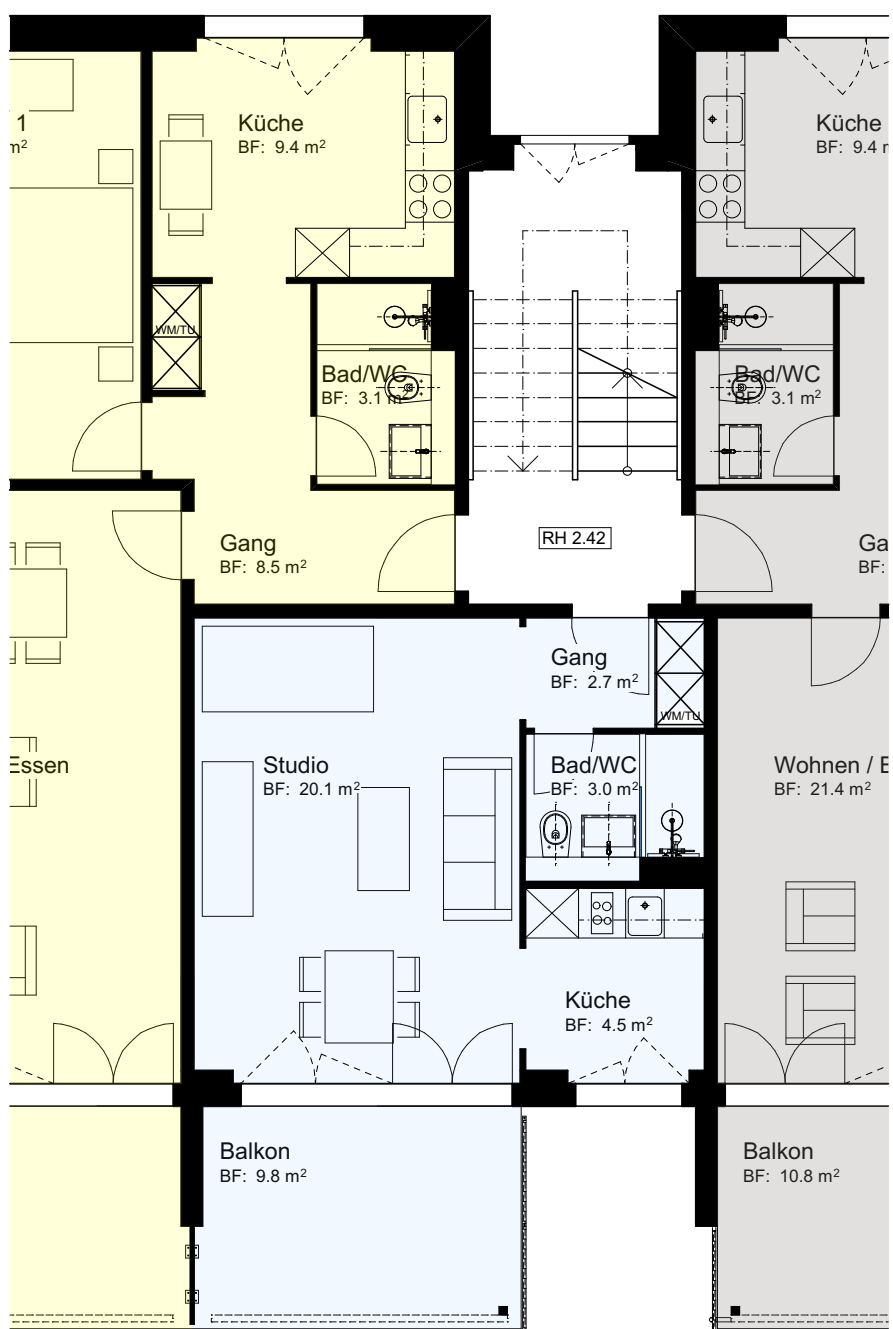 1
m²
Küche
BF: 9.4 m²
Küche
BF: 9.4
WM/TU
Bad/WC
BF: 3.1 m²
Bad/WC
BF: 3.1 m²
Gang
BF: 8.5 m²
RH 2.42
Ga
BF:
Gang
BF: 2.7 m²
WM/TU
Essen
Studio
BF: 20.1 m²
Bad/WC
BF: 3.0 m²
Wohnen / E
BF: 21.4 m²
Küche
BF: 4.5 m²
Balkon
BF: 9.8 m²
Balkon
BF: 10.8 m²